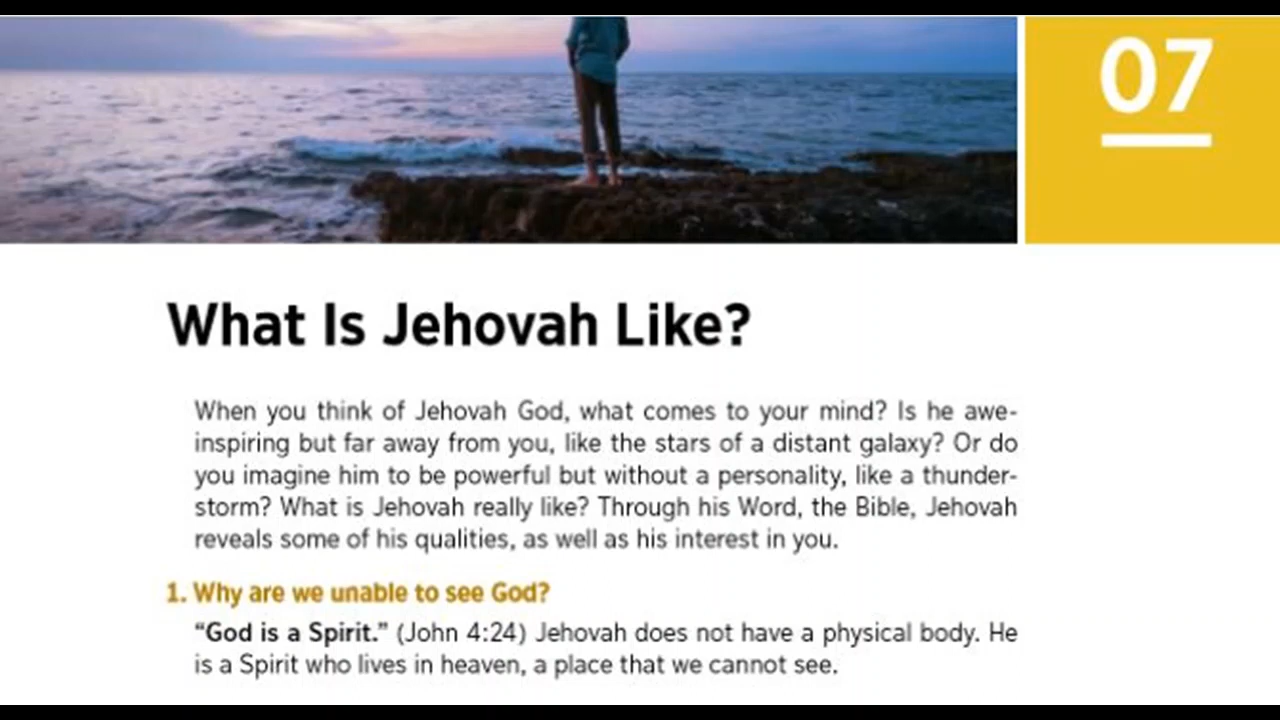 07
What Is Jehovah Like?
When you think of Jehovah God, what comes to your mind? Is he awe-
inspiring but far away from you, like the stars of a distant galaxy? Or do
you imagine him to be powerful but without a personality, like a thunder-
storm? What is Jehovah really like? Through his Word, the Bible, Jehovah
reveals some of his qualities, as well as his interest in you.
1. Why are we unable to see God?
“God is a Spirit.” (John 4:24) Jehovah does not have a physical body. He
is a Spirit who lives in heaven, a place that we cannot see.